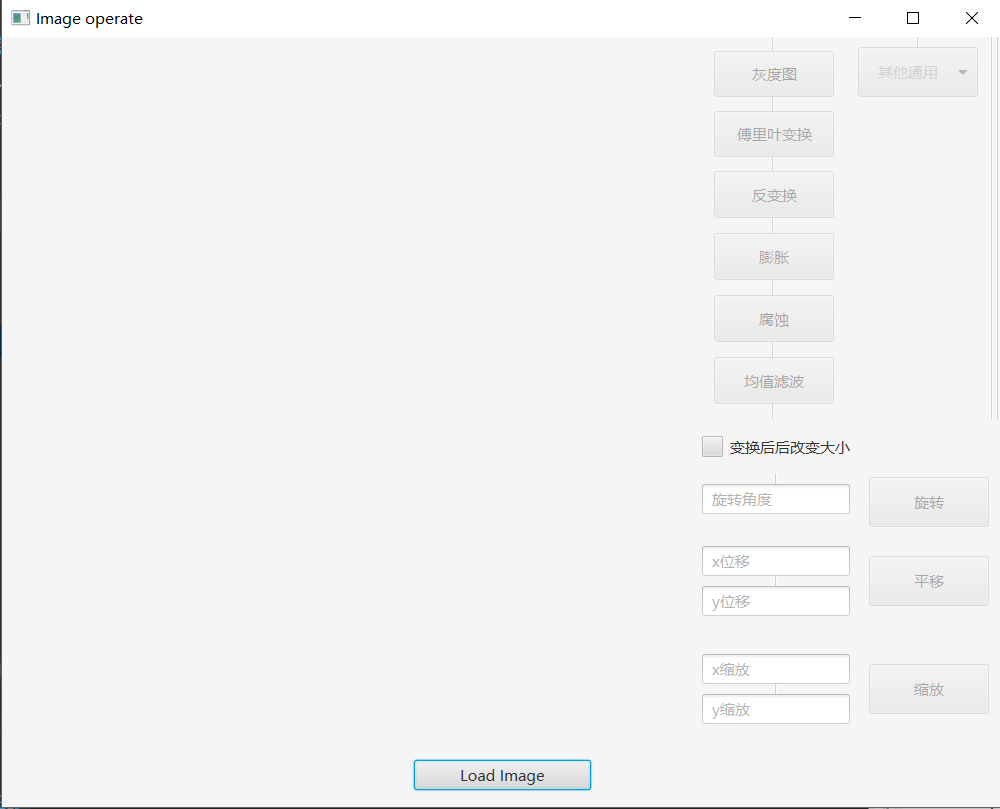 Image operate
灰度图
其他通用
傅里叶变换
反变换
膨胀
腐蚀
均值滤波
变换后后改变大小
旋转角度
旋转
x位移
平移
y位移
x缩放
缩放
y缩放
Load Image